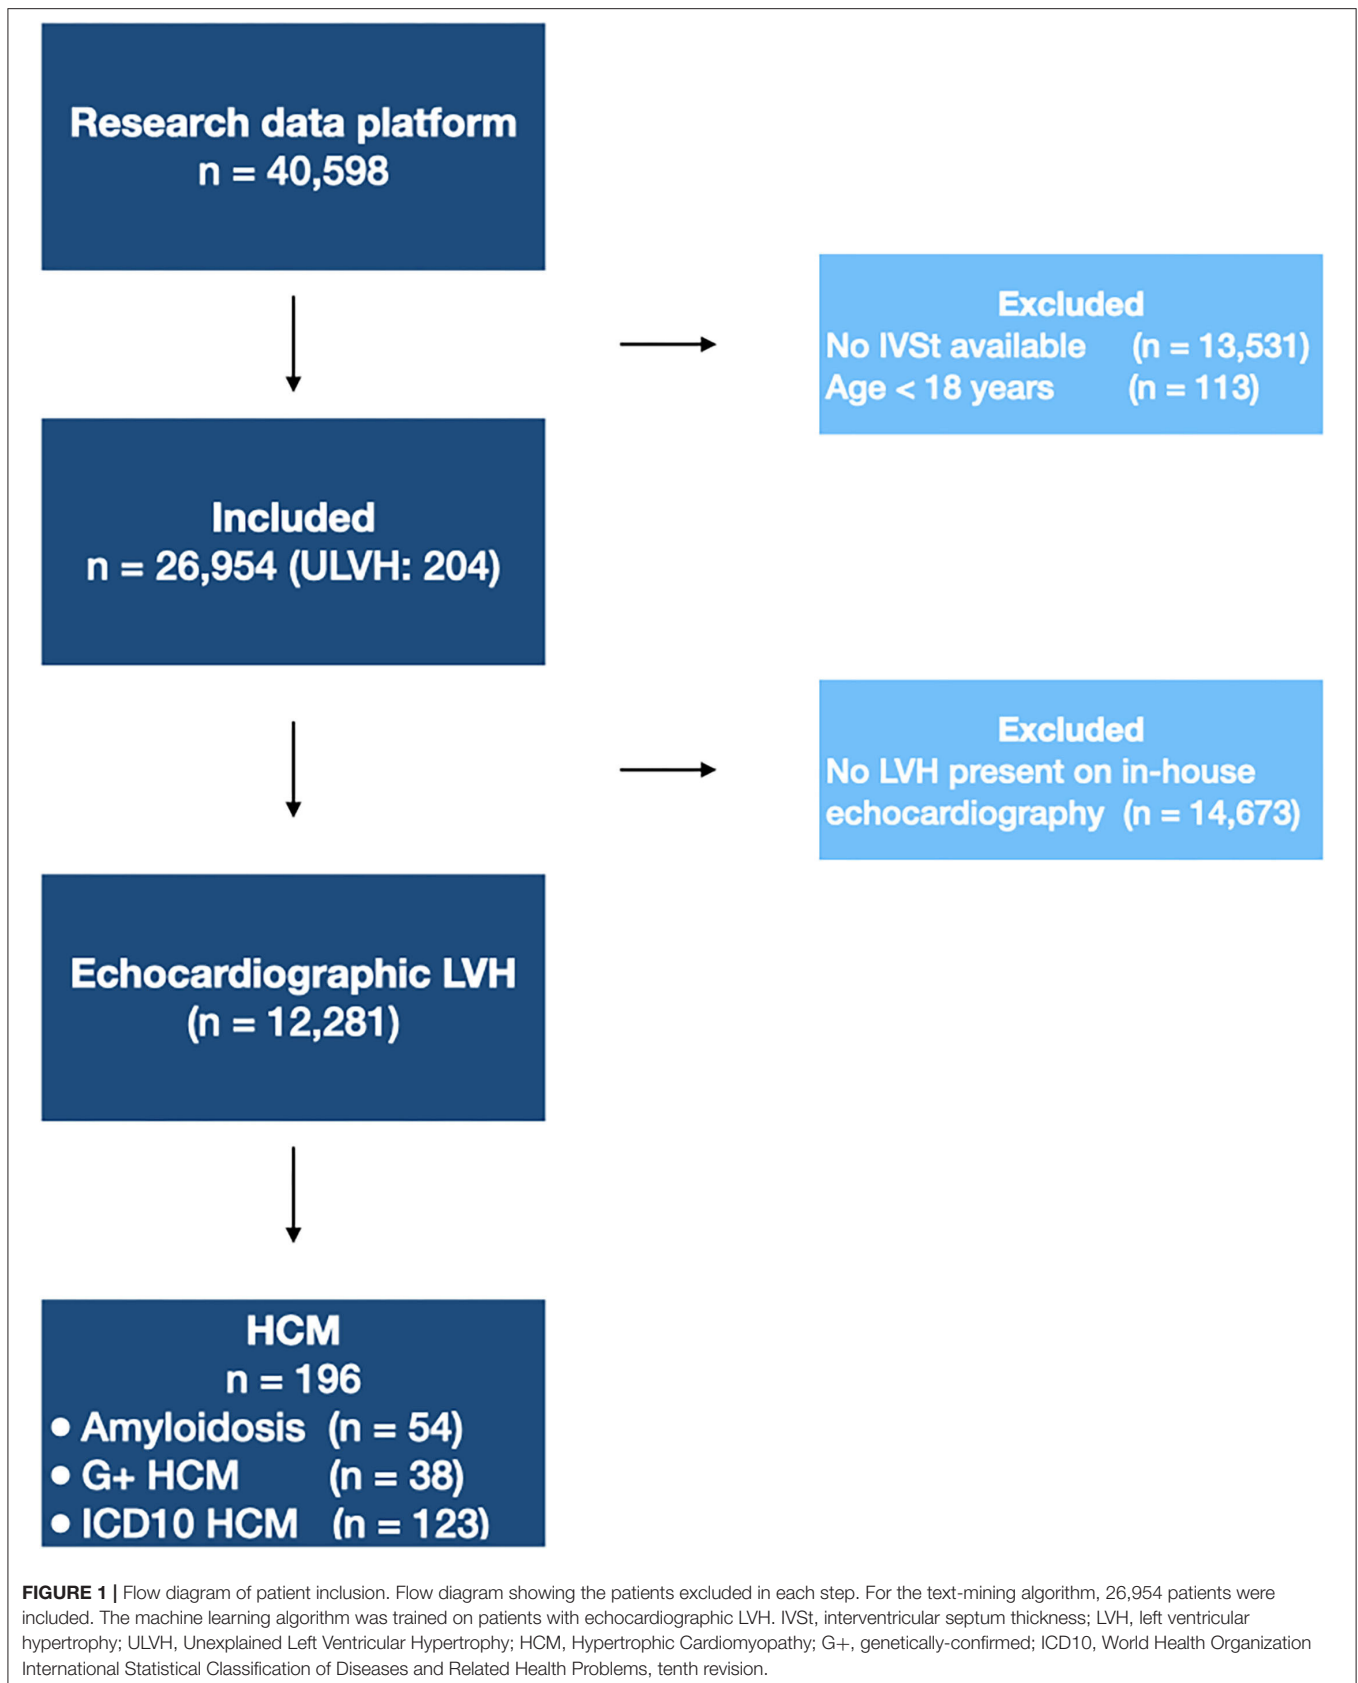 Research data platform
n = 40,598
Excluded
No IVSt available (n = 13,531)
Age < 18 years (n = 113)
Included
n = 26,954 (ULVH: 204)
Excluded
No LVH present on in-house
echocardiography (n = 14,673)
Echocardiographic LVH
(n = 12,281)
HCM
n = 196
• Amyloidosis (n = 54)
• G+ HCM (n = 38)
• ICD10 HCM (n = 123)
FIGURE 1 | Flow diagram of patient inclusion. Flow diagram showing the patients excluded in each step. For the text-mining algorithm, 26,954 patients were
included. The machine learning algorithm was trained on patients with echocardiographic LVH. IVSt, interventricular septum thickness; LVH, left ventricular
hypertrophy; ULVH, Unexplained Left Ventricular Hypertrophy; HCM, Hypertrophic Cardiomyopathy; G+, genetically-confirmed; ICD10, World Health Organization
International Statistical Classification of Diseases and Related Health Problems, tenth revision.